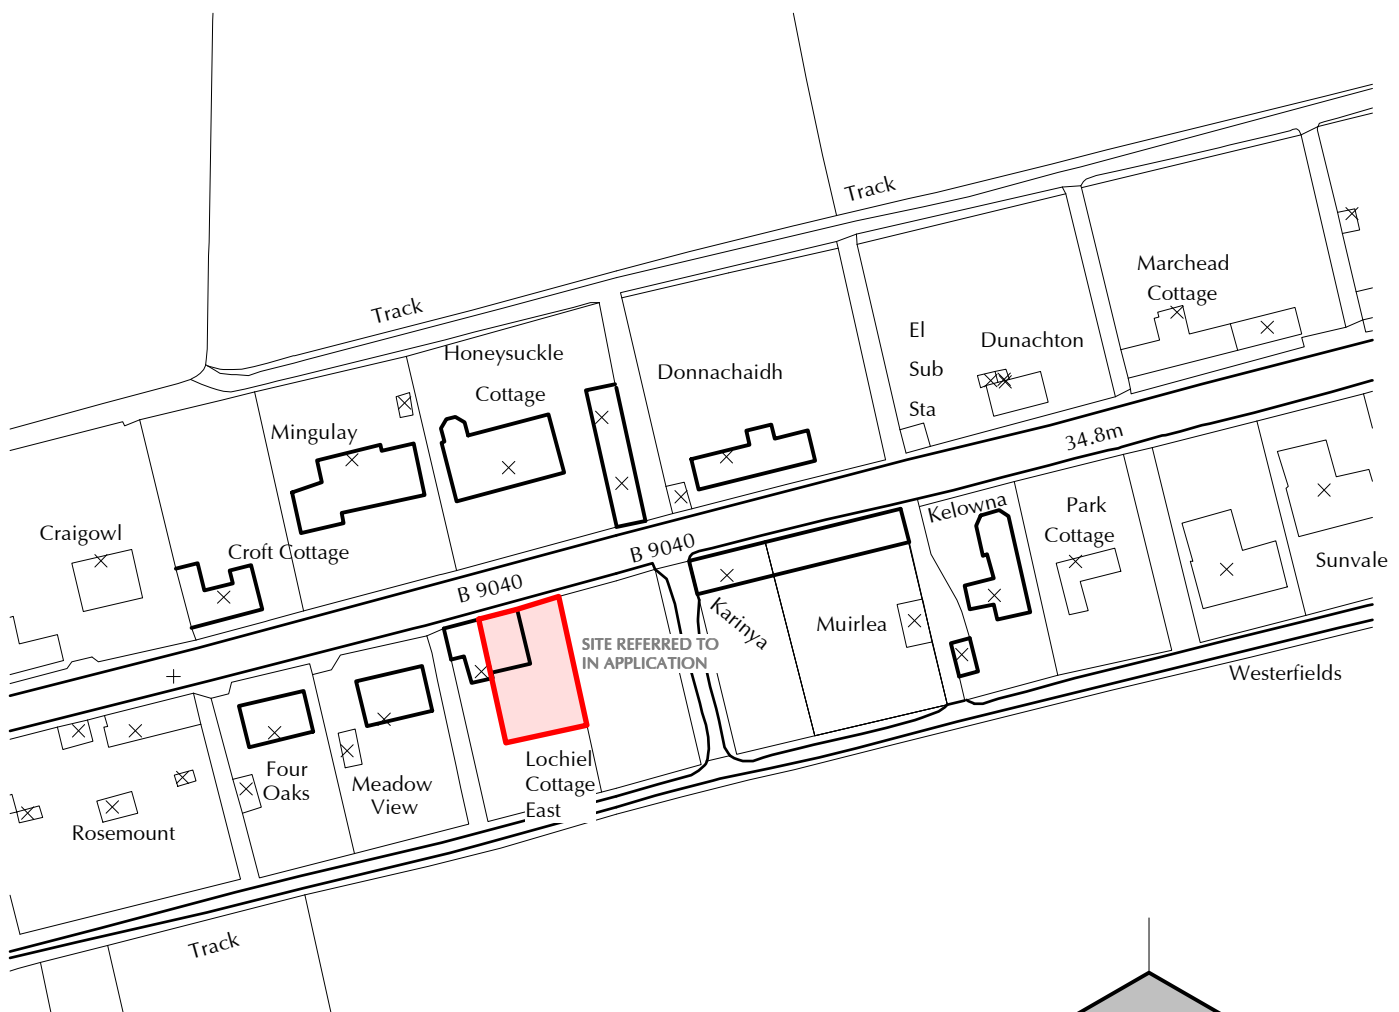 Track
Track
Marchead
Cottage
El
Sub
Sta
Dunachton
Honeysuckle
Cottage
Donnachaidh
Mingulay
34.8m
Craigowl
Croft Cottage
B 9040
B 9040
Kelowna
Park
Cottage
Sunvale
Karinya
Muirlea
SITE REFERRED TO
IN APPLICATION
Westerfields
Four
Oaks
Meadow
View
Lochiel
Cottage
East
Rosemount
Track